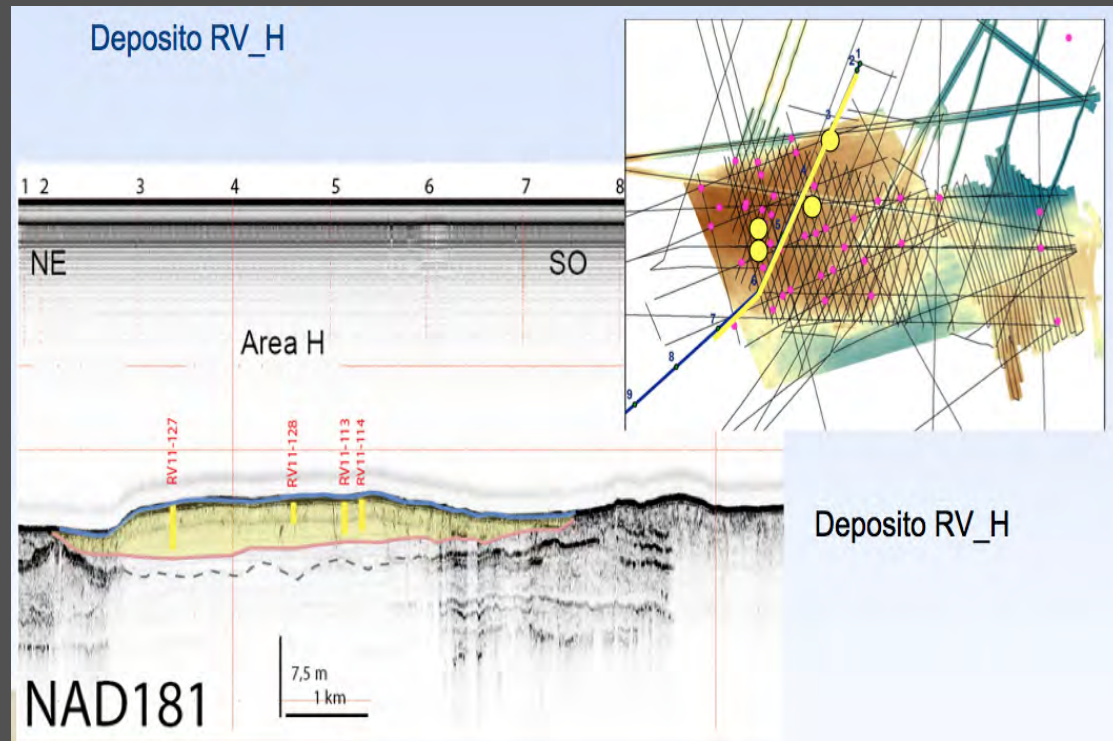 Deposito RV_H
1 2 3 4 5 6 7 8
NE
SO
Area H
RV11-127
RV11-128
RV11-113
RV11-114
7,5 m
1 km
NAD181
1
2
3
4
5
6
7
8
9
Deposito RV_H